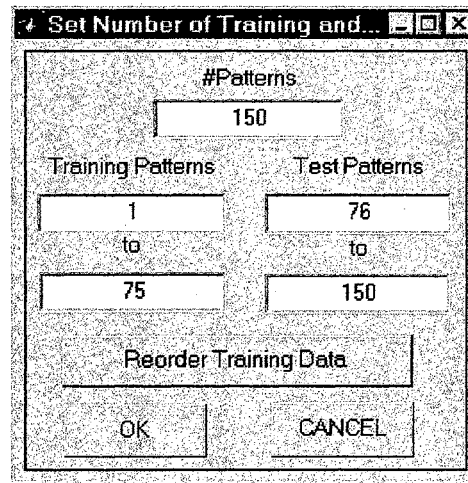 Set Number of Training and...
#Patterns
150
Training Patterns Test Patterns
1 76
to to
75 150
Reorder Training Data
OK CANCEL